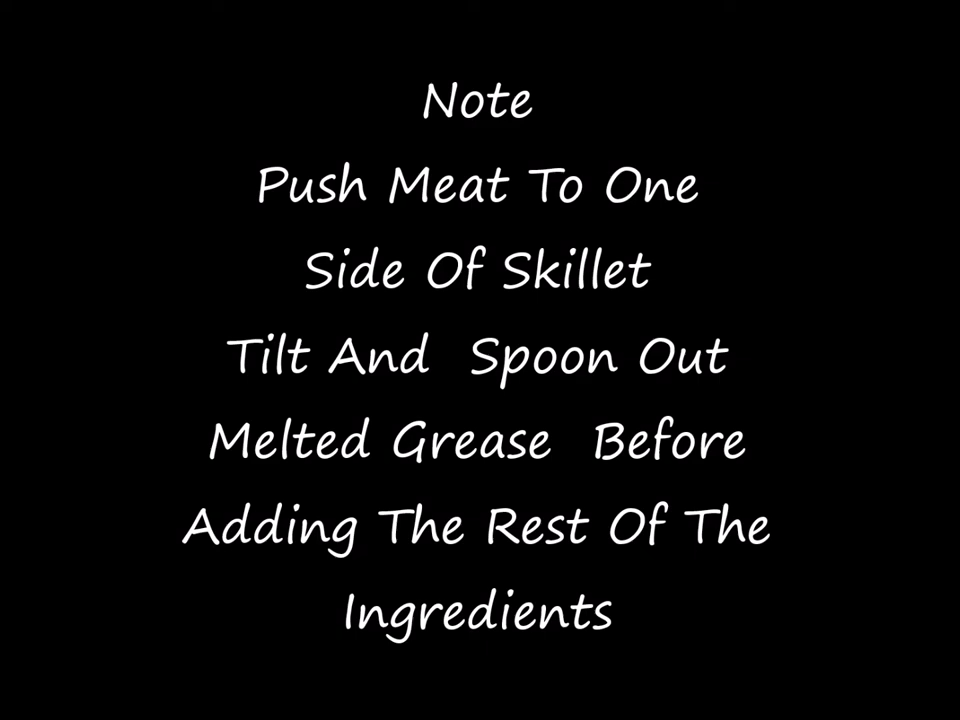 Note
Push Meat To One
Side Of Skillet
Tilt And  Spoon Out
Melted Grease  Before
Adding The Rest Of The
Ingredients